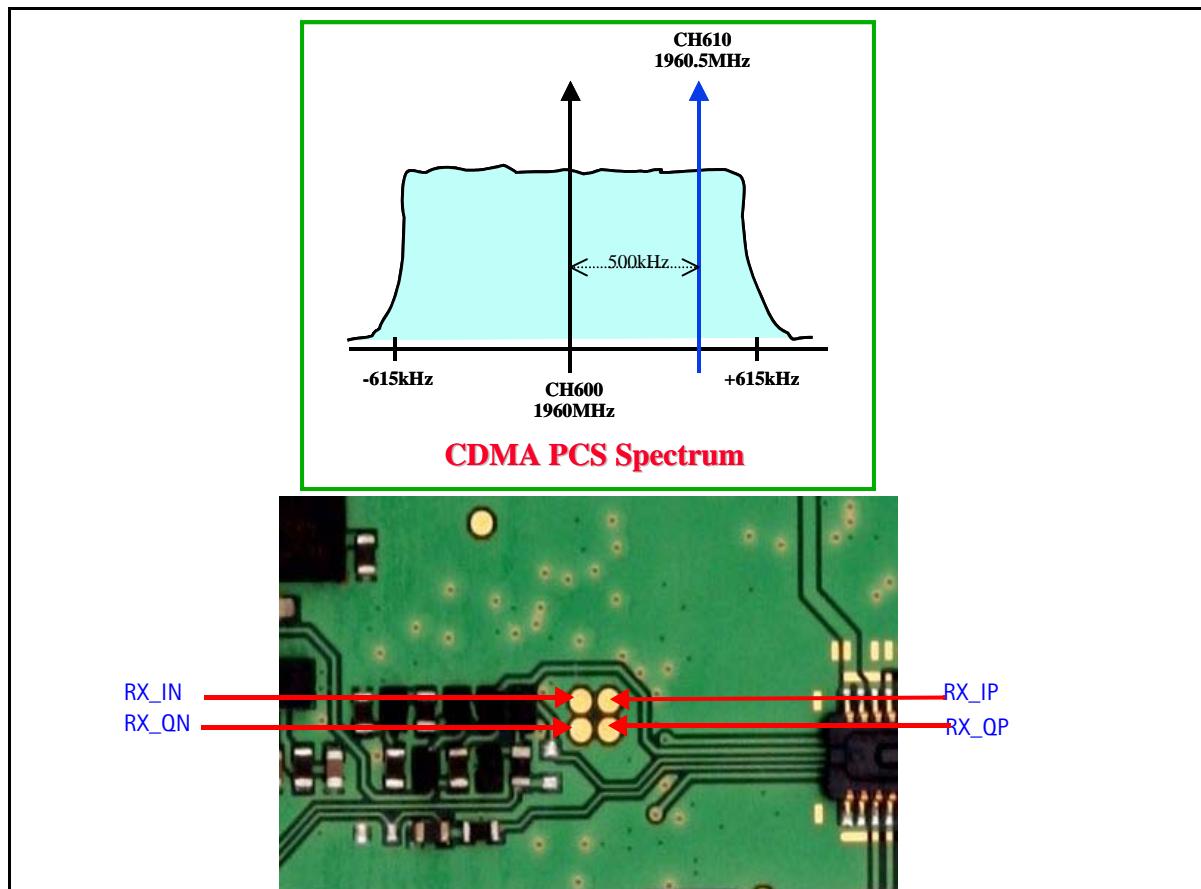 CH610
1960.5MHz
500kHz
-615kHz
+615kHz
CH600
1960MHz
CDMA PCS Spectrum
RX_IN
RX_IP
RX_QN
RX_QP